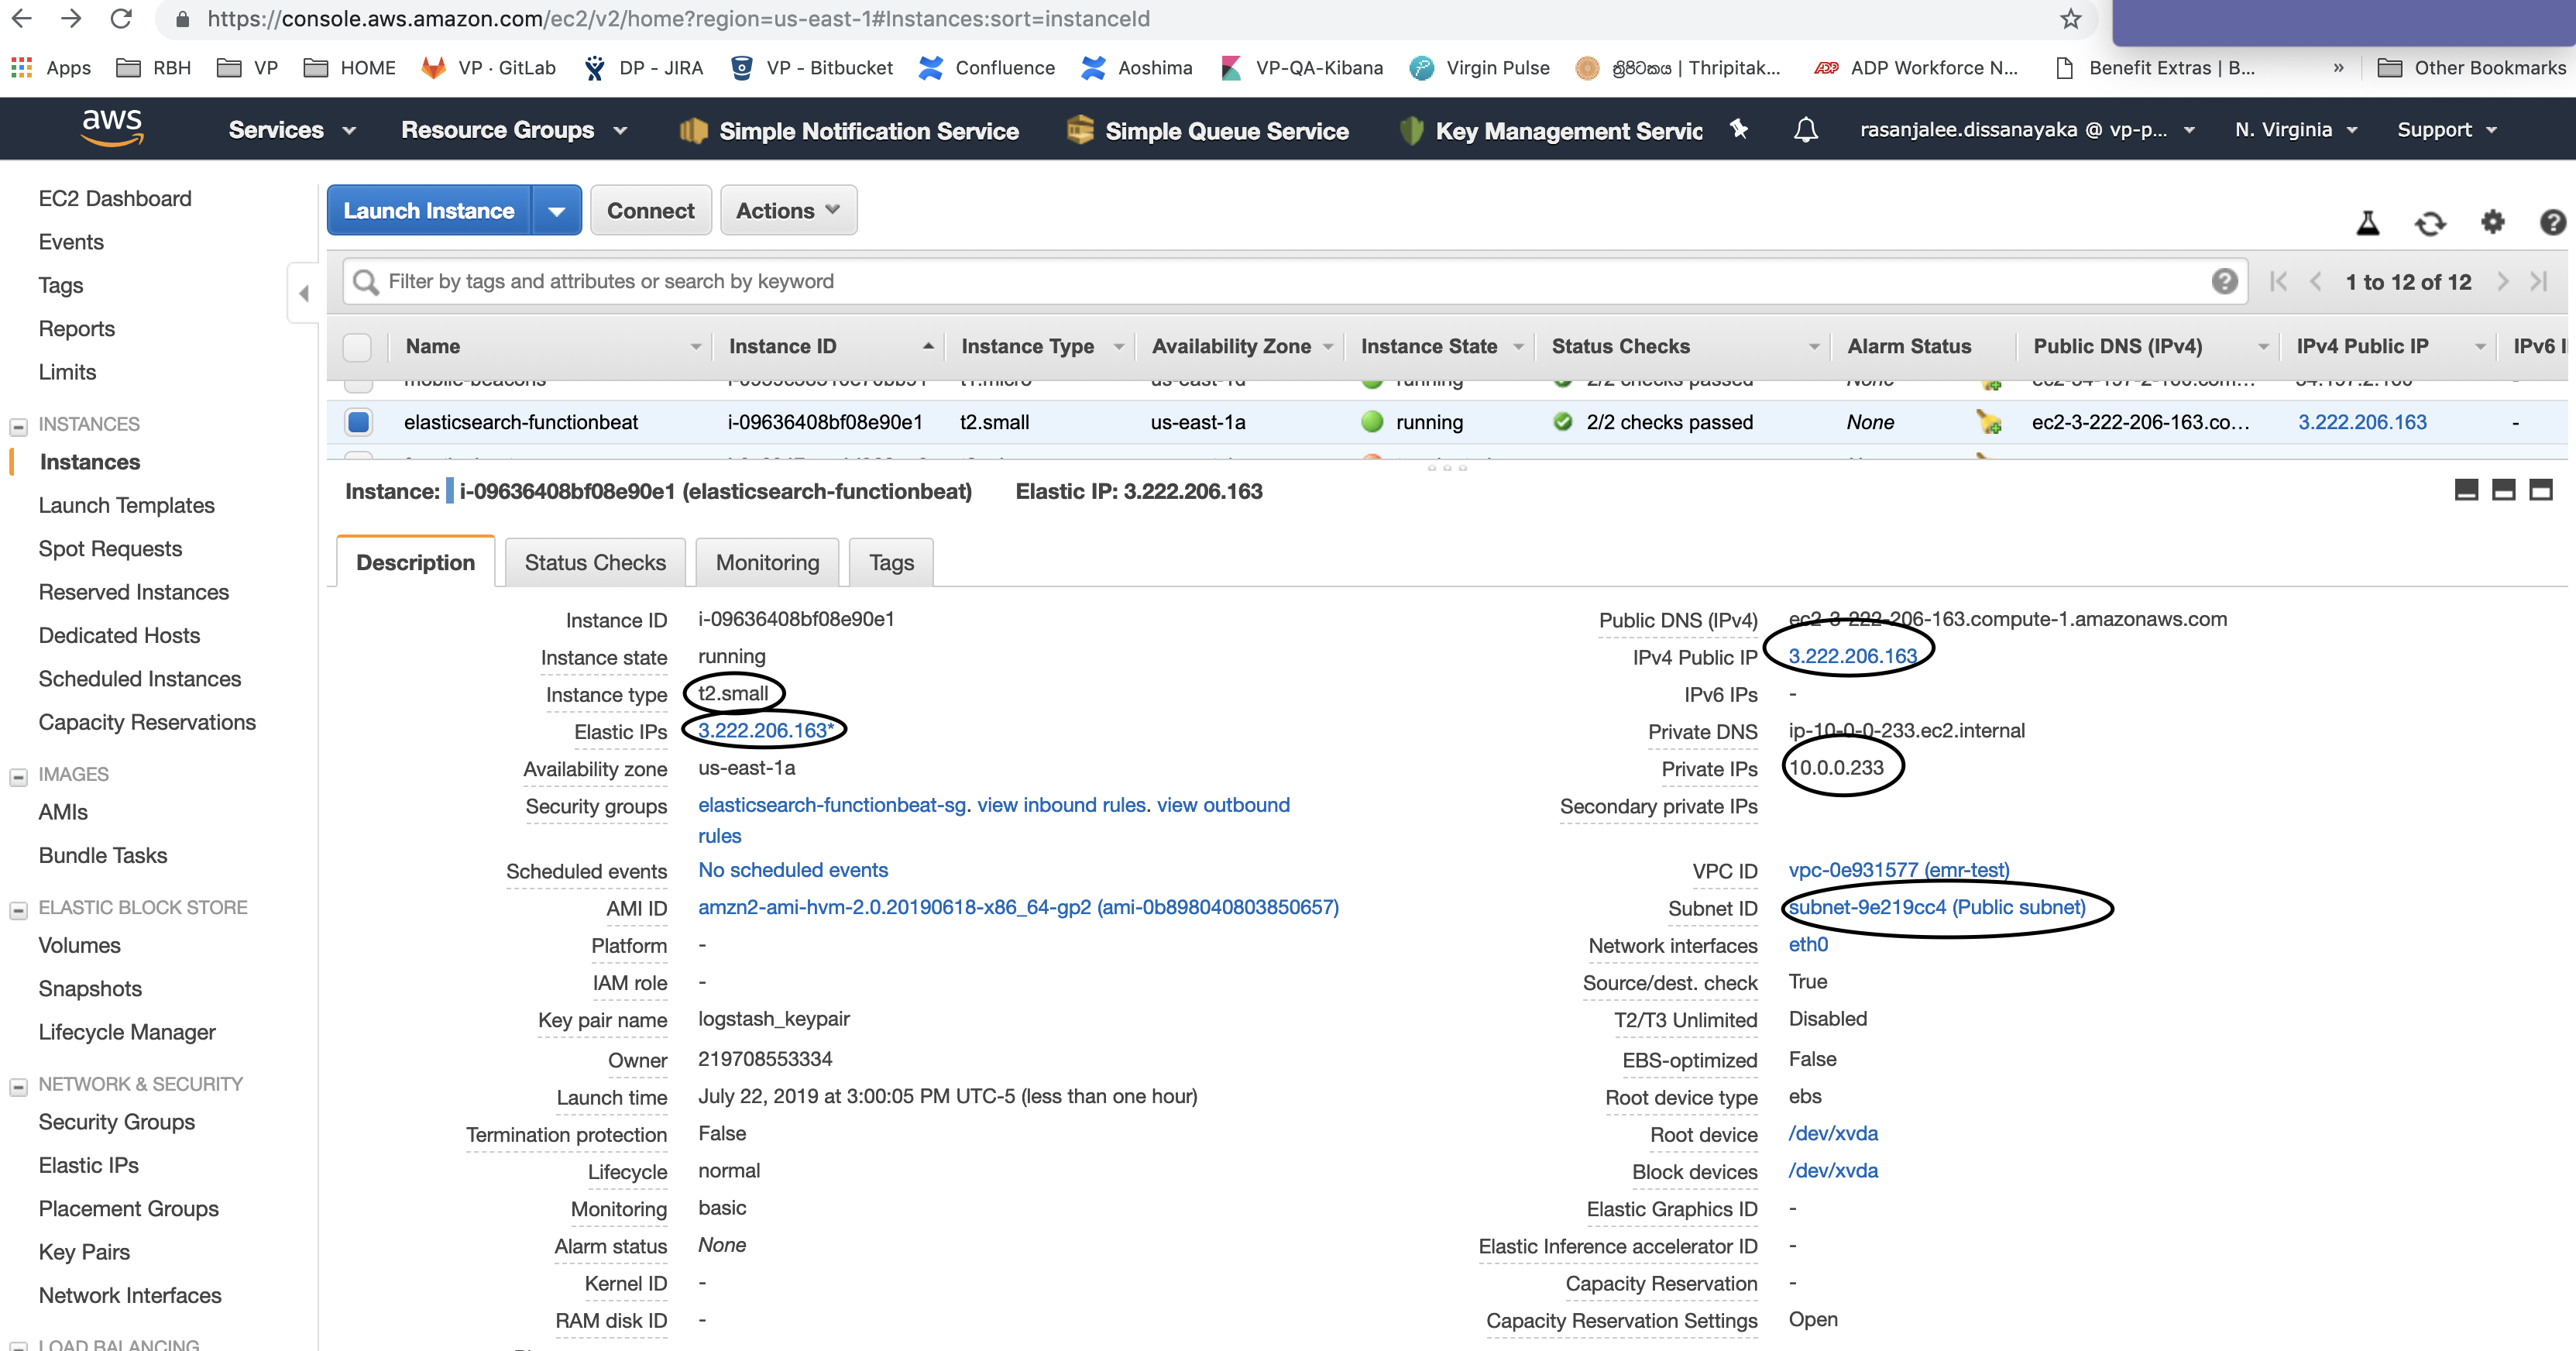 https://console.aws.amazon.com/ec2/v2/home?region=us-east-1#Instances:sort=instanceId
Apps RBH VP HOME VP · GitLab DP - JIRA VP - Bitbucket Confluence Aoshima VP-QA-Kibana Virgin Pulse ත්‍රිපිටකය | Thripitak... ADP Workforce N... Benefit Extras | B... » Other Bookmarks
aws Services Resource Groups Simple Notification Service Simple Queue Service Key Management Servic rasanjalee.dissanayaka @ vp-p... N. Virginia Support
EC2 Dashboard
Events
Tags
Reports
Limits
INSTANCES
Instances
Launch Templates
Spot Requests
Reserved Instances
Dedicated Hosts
Scheduled Instances
Capacity Reservations
IMAGES
AMIs
Bundle Tasks
ELASTIC BLOCK STORE
Volumes
Snapshots
Lifecycle Manager
NETWORK & SECURITY
Security Groups
Elastic IPs
Placement Groups
Key Pairs
Network Interfaces
LOAD BALANCING
Launch Instance Connect Actions
Filter by tags and attributes or search by keyword 1 to 12 of 12
Name Instance ID Instance Type Availability Zone Instance State Status Checks Alarm Status Public DNS (IPv4) IPv4 Public IP IPv6 I
mobile-beacons t1.micro us-east-1d running 2/2 checks passed None
elasticsearch-functionbeat i-09636408bf08e90e1 t2.small us-east-1a running 2/2 checks passed None ec2-3-222-206-163.co... 3.222.206.163 -
Instance: i-09636408bf08e90e1 (elasticsearch-functionbeat) Elastic IP: 3.222.206.163
Description Status Checks Monitoring Tags
Instance ID i-09636408bf08e90e1
Instance state running
Instance type t2.small
Elastic IPs 3.222.206.163*
Availability zone us-east-1a
Security groups elasticsearch-functionbeat-sg. view inbound rules. view outbound
rules
Scheduled events No scheduled events
AMI ID amzn2-ami-hvm-2.0.20190618-x86_64-gp2 (ami-0b898040803850657)
Platform -
IAM role -
Key pair name logstash_keypair
Owner 219708553334
Launch time July 22, 2019 at 3:00:05 PM UTC-5 (less than one hour)
Termination protection False
Lifecycle normal
Monitoring basic
Alarm status None
Kernel ID -
RAM disk ID -
Public DNS (IPv4) ec2-3-222-206-163.compute-1.amazonaws.com
IPv4 Public IP 3.222.206.163
IPv6 IPs -
Private DNS ip-10-0-0-233.ec2.internal
Private IPs 10.0.0.233
Secondary private IPs
VPC ID vpc-0e931577 (emr-test)
Subnet ID subnet-9e219cc4 (Public subnet)
Network interfaces eth0
Source/dest. check True
T2/T3 Unlimited Disabled
EBS-optimized False
Root device type ebs
Root device /dev/xvda
Block devices /dev/xvda
Elastic Graphics ID -
Elastic Inference accelerator ID -
Capacity Reservation -
Capacity Reservation Settings Open